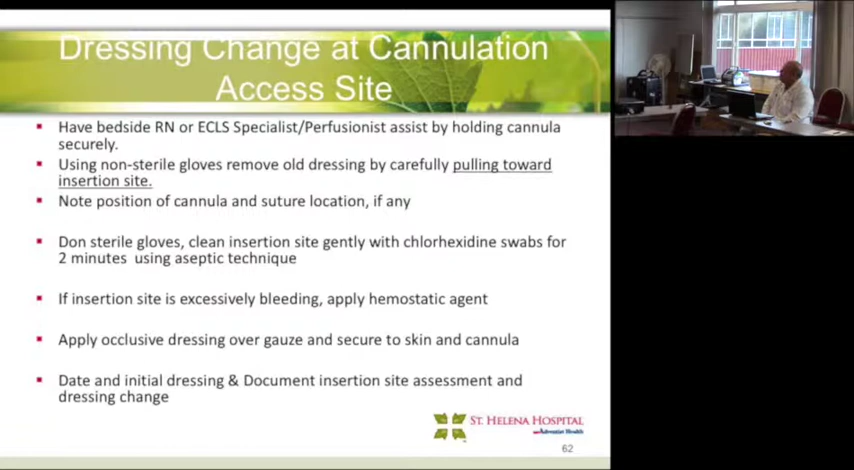 Dressing Change at Cannulation
Access Site
Have bedside RN or ECLS Specialist/Perfusionist assist by holding cannula
securely.
Using non-sterile gloves remove old dressing by carefully pulling toward
insertion site.
Note position of cannula and suture location, if any
Don sterile gloves, clean insertion site gently with chlorhexidine swabs for
2 minutes using aseptic technique
If insertion site is excessively bleeding, apply hemostatic agent
Apply occlusive dressing over gauze and secure to skin and cannula
Date and initial dressing & Document insertion site assessment and
dressing change
ST. HELENA HOSPITAL
Adventist Health
62